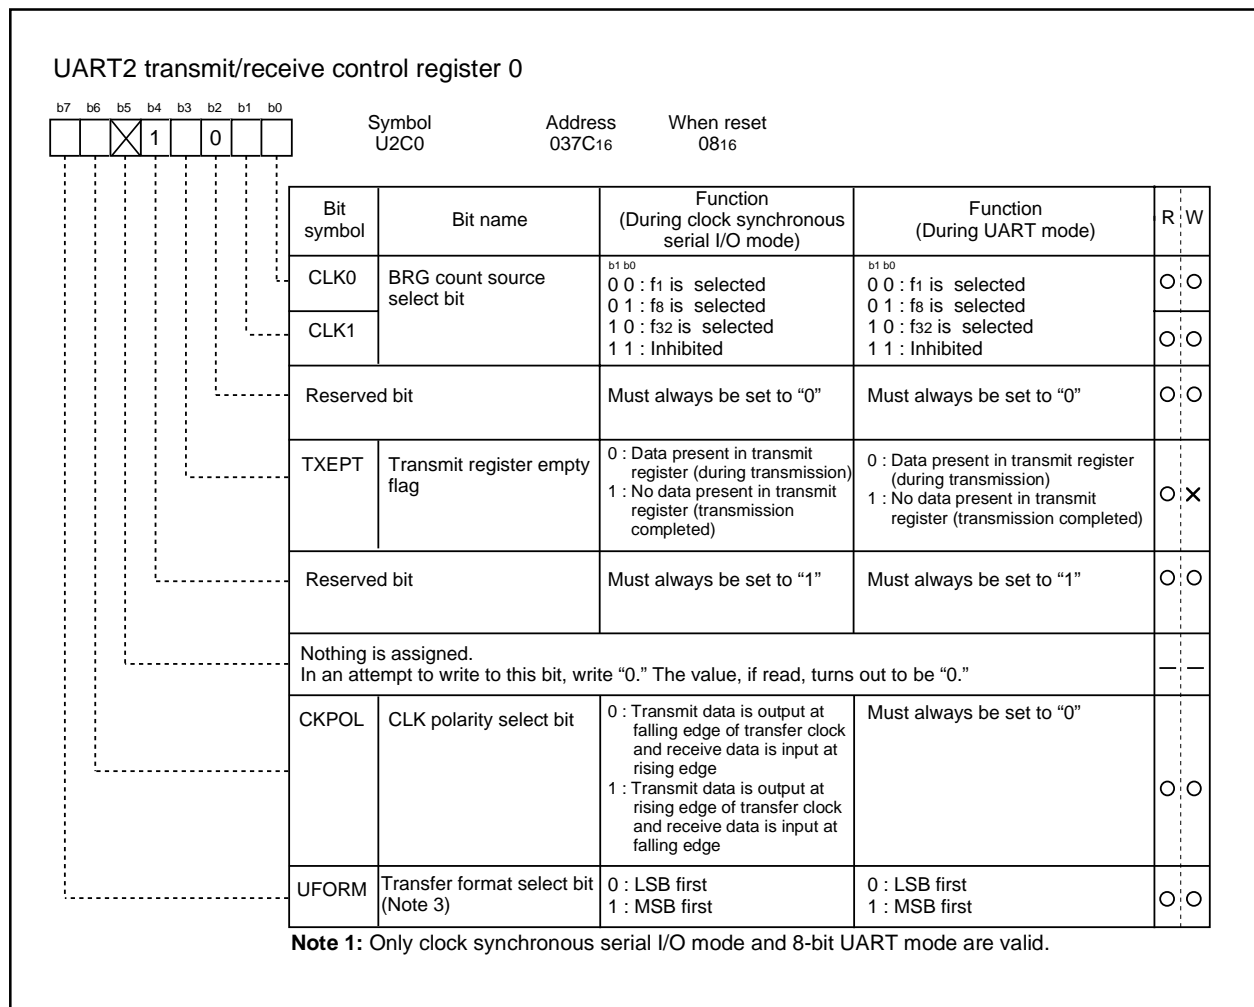 UART2 transmit/receive control register 0
b7 b6 b5 b4 b3 b2 b1 b0
1 0
Symbol Address When reset
U2C0 037C16 0816
Bit symbol
Bit name
Function
(During clock synchronous
serial I/O mode)
Function
(During UART mode)
R W
CLK0
CLK1
BRG count source
select bit
b1 b0
0 0 : f1 is selected
0 1 : f8 is selected
1 0 : f32 is selected
1 1 : Inhibited
b1 b0
0 0 : f1 is selected
0 1 : f8 is selected
1 0 : f32 is selected
1 1 : Inhibited
Reserved bit
Must always be set to “0”
Must always be set to “0”
TXEPT
Transmit register empty
flag
0 : Data present in transmit
register (during transmission)
1 : No data present in transmit
register (transmission
completed)
0 : Data present in transmit register
(during transmission)
1 : No data present in transmit
register (transmission completed)
Reserved bit
Must always be set to “1”
Must always be set to “1”
Nothing is assigned.
In an attempt to write to this bit, write “0.” The value, if read, turns out to be “0.”
CKPOL
CLK polarity select bit
0 : Transmit data is output at
falling edge of transfer clock
and receive data is input at
rising edge
1 : Transmit data is output at
rising edge of transfer clock
and receive data is input at
falling edge
Must always be set to “0”
UFORM
Transfer format select bit
(Note 3)
0 : LSB first
1 : MSB first
0 : LSB first
1 : MSB first
Note 1: Only clock synchronous serial I/O mode and 8-bit UART mode are valid.